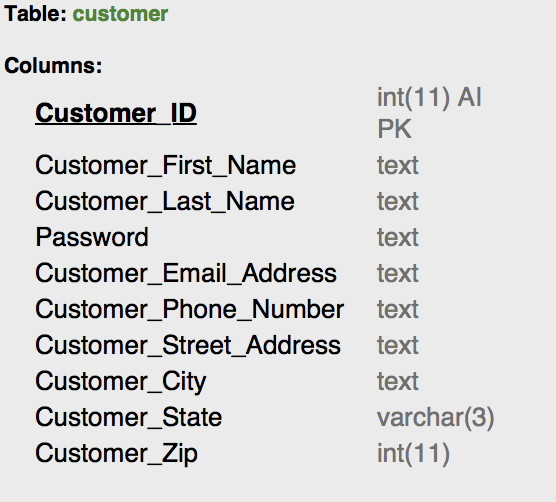 Table: customer
Columns:
Customer_ID int(11) AI
PK
Customer_First_Name text
Customer_Last_Name text
Password text
Customer_Email_Address text
Customer_Phone_Number text
Customer_Street_Address text
Customer_City text
Customer_State varchar(3)
Customer_Zip int(11)